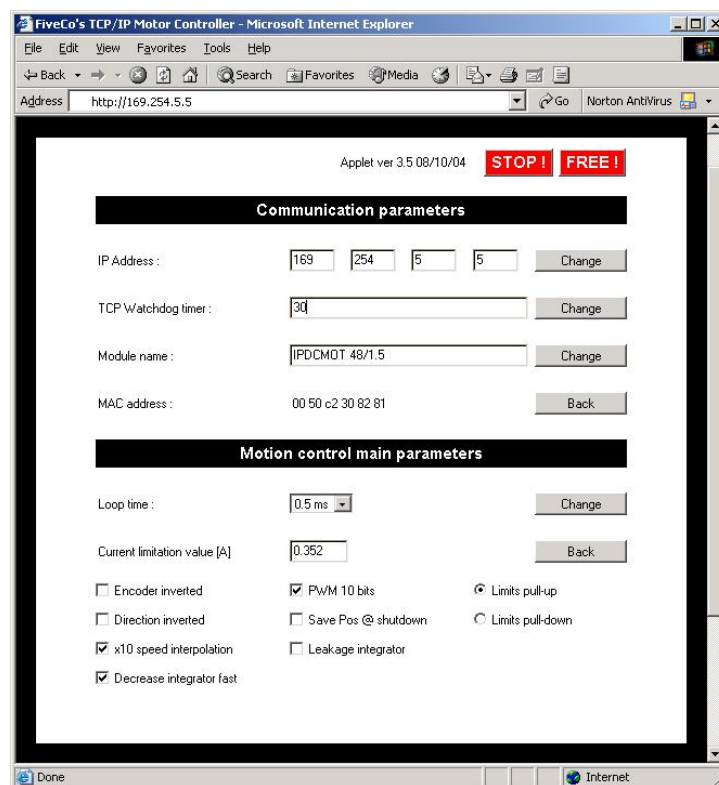 FiveCo's TCP/IP Motor Controller - Microsoft Internet Explorer
File Edit View Favorites Tools Help
Back Search Favorites Media
Address http://169.254.5.5 Go Norton AntiVirus
Applet ver 3.5 08/10/04 STOP ! FREE !
Communication parameters
IP Address : 169 254 5 5 Change
TCP Watchdog timer : 30 Change
Module name : IPDCMOT 48/1.5 Change
MAC address : 00 50 c2 30 82 81 Back
Motion control main parameters
Loop time : 0.5 ms Change
Current limitation value [A] 0.352 Back
Encoder inverted PWM 10 bits Limits pull-up
Direction inverted Save Pos @ shutdown Limits pull-down
x10 speed interpolation Leakage integrator
Decrease integrator fast
Done Internet